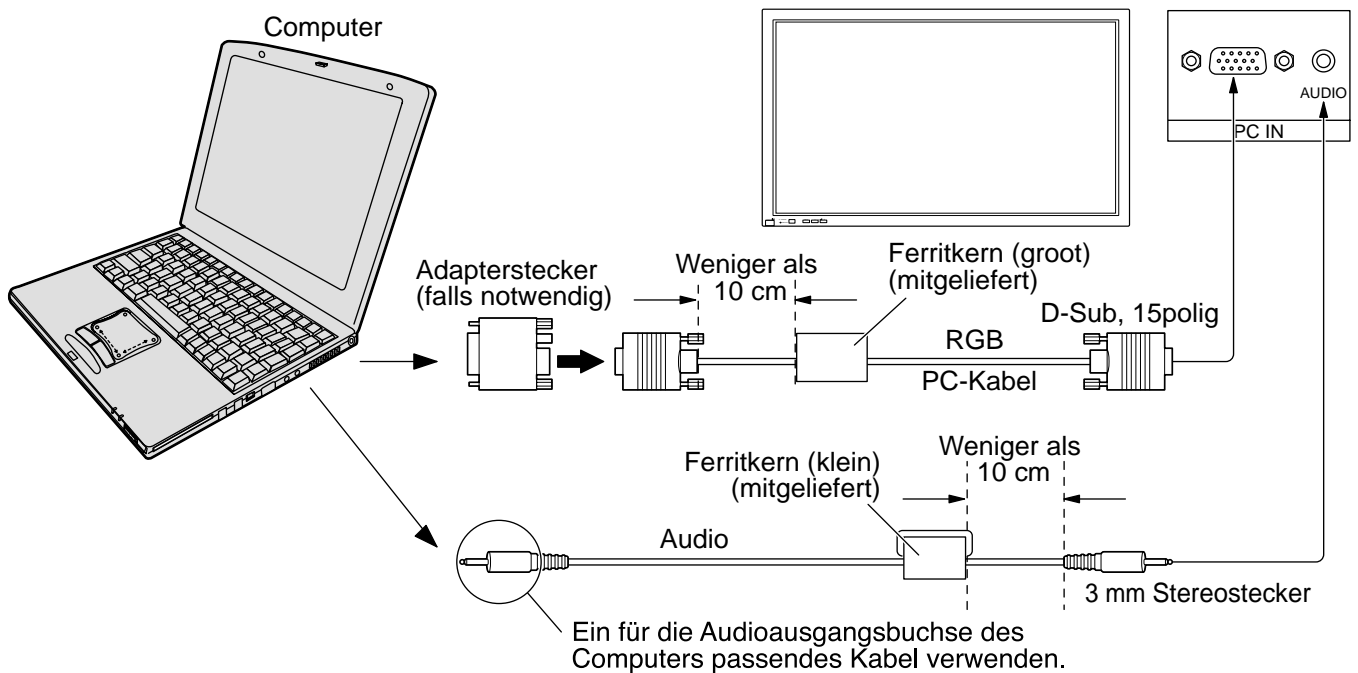 Computer
AUDIO
PC IN
Adapterstecker
(falls notwendig)
Weniger als
10 cm
Ferritkern (groot)
(mitgeliefert)
D-Sub, 15polig
RGB
PC-Kabel
Ferritkern (klein)
(mitgeliefert)
Weniger als
10 cm
Audio
3 mm Stereostecker
Ein für die Audioausgangsbuchse des
Computers passendes Kabel verwenden.